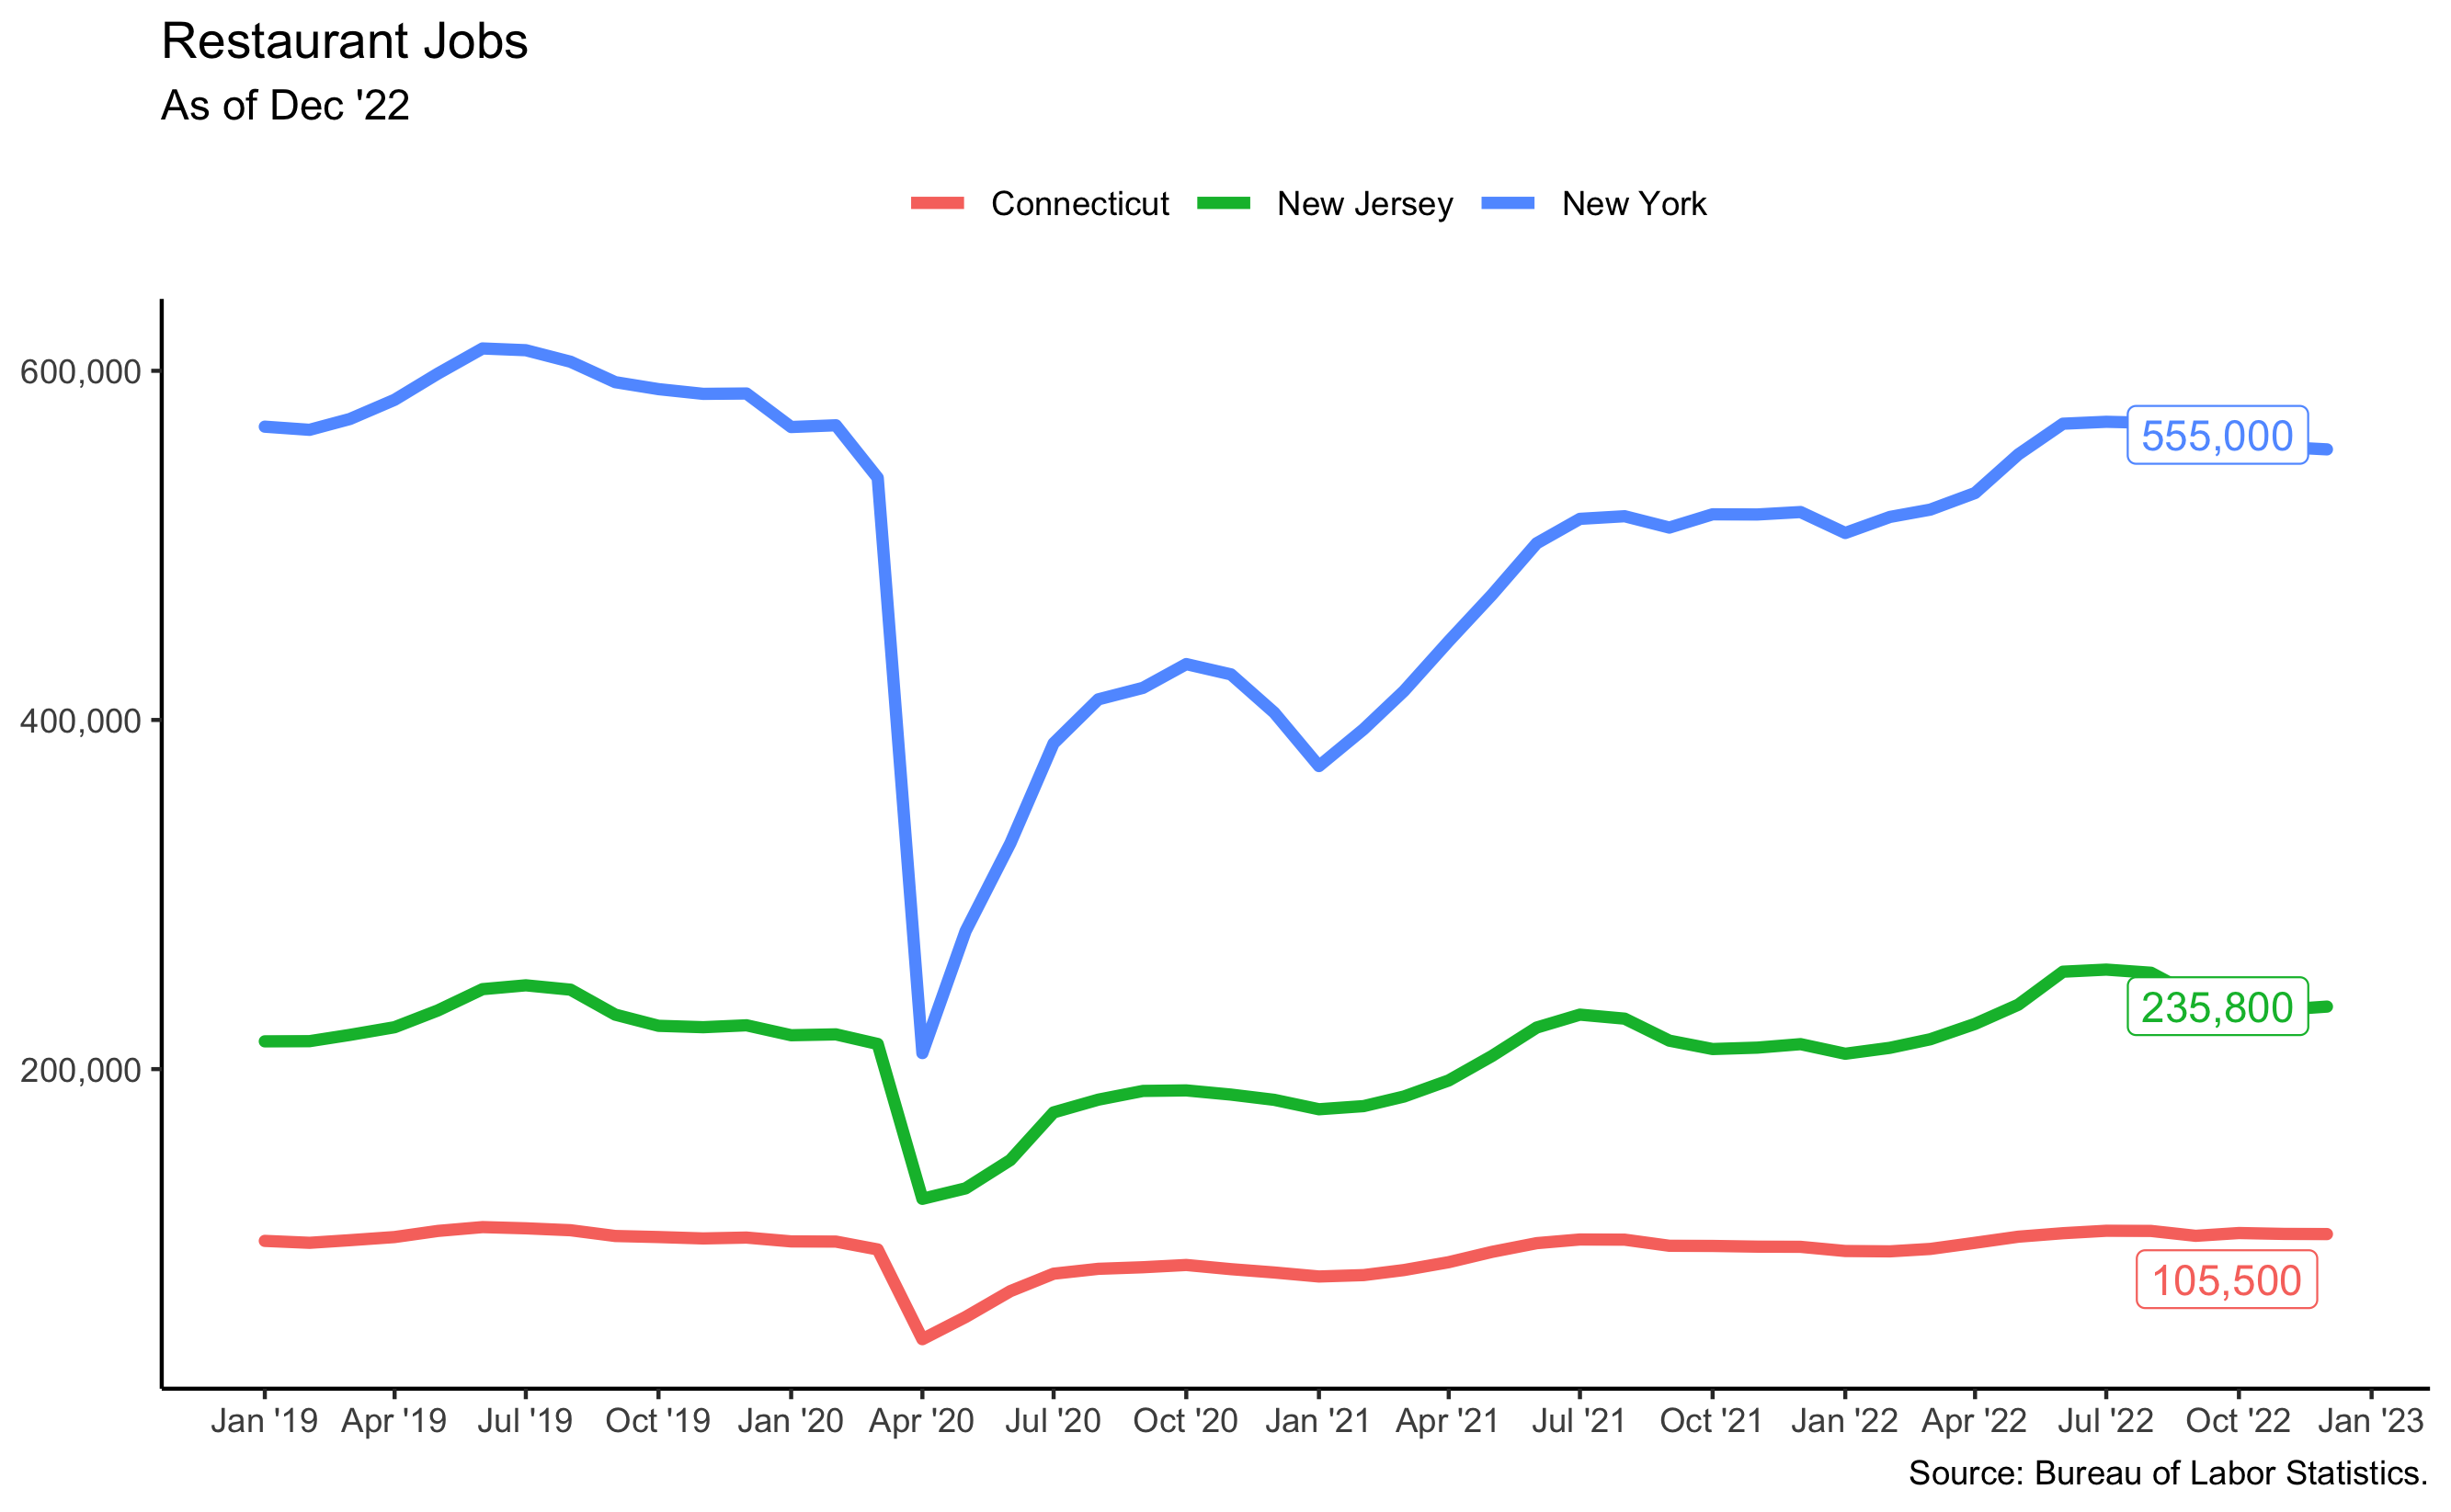 Restaurant Jobs
As of Dec '22
Connecticut New Jersey New York
600,000
400,000
200,000
555,000
235,800
105,500
Jan '19 Apr '19 Jul '19 Oct '19 Jan '20 Apr '20 Jul '20 Oct '20 Jan '21 Apr '21 Jul '21 Oct '21 Jan '22 Apr '22 Jul '22 Oct '22 Jan '23
Source: Bureau of Labor Statistics.